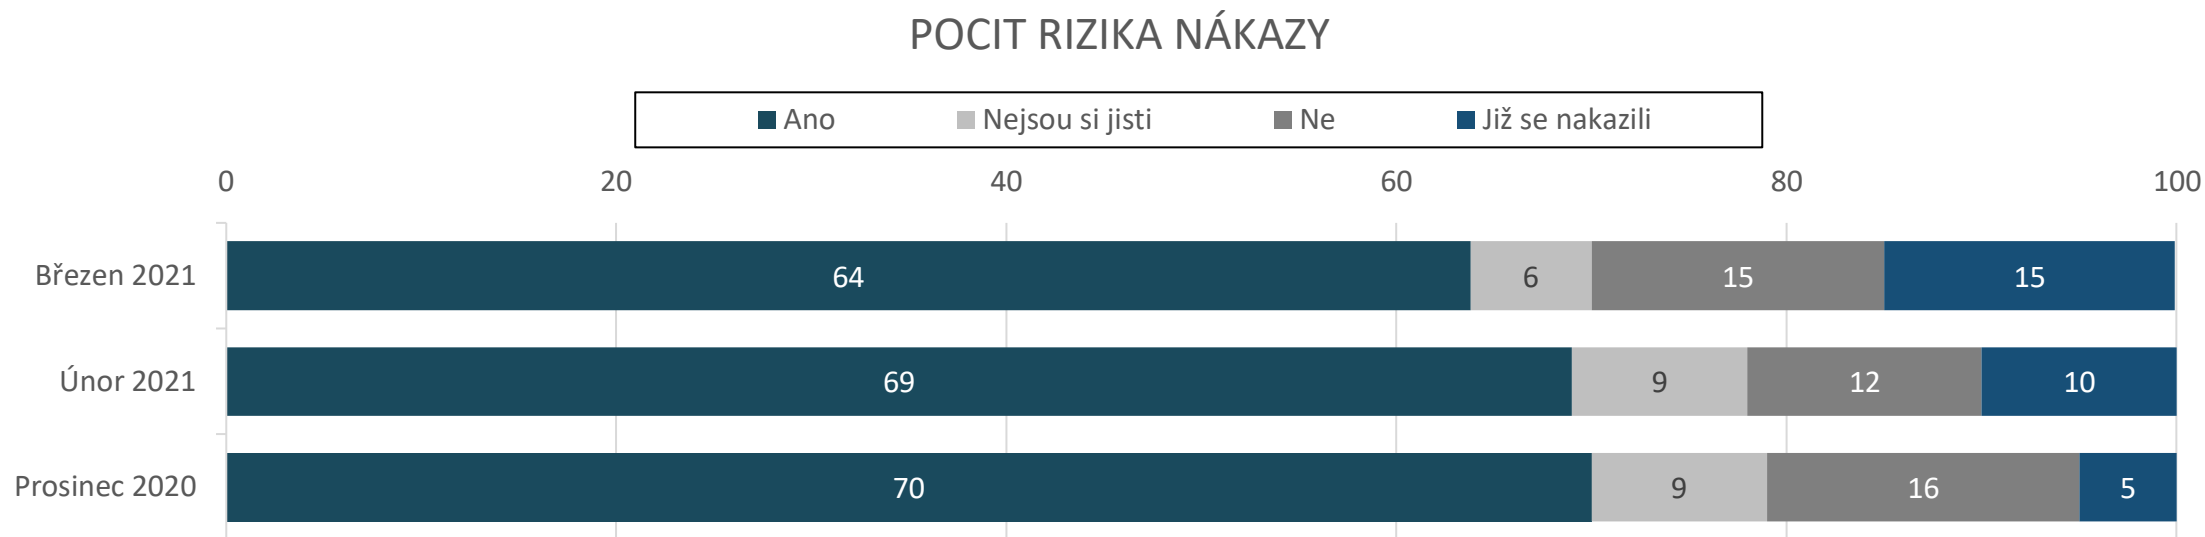 POCIT RIZIKA NÁKAZY
Ano Nejsou si jisti Ne Již se nakazili
0 20 40 60 80 100
Březen 2021 64 6 15 15
Únor 2021 69 9 12 10
Prosinec 2020 70 9 16 5